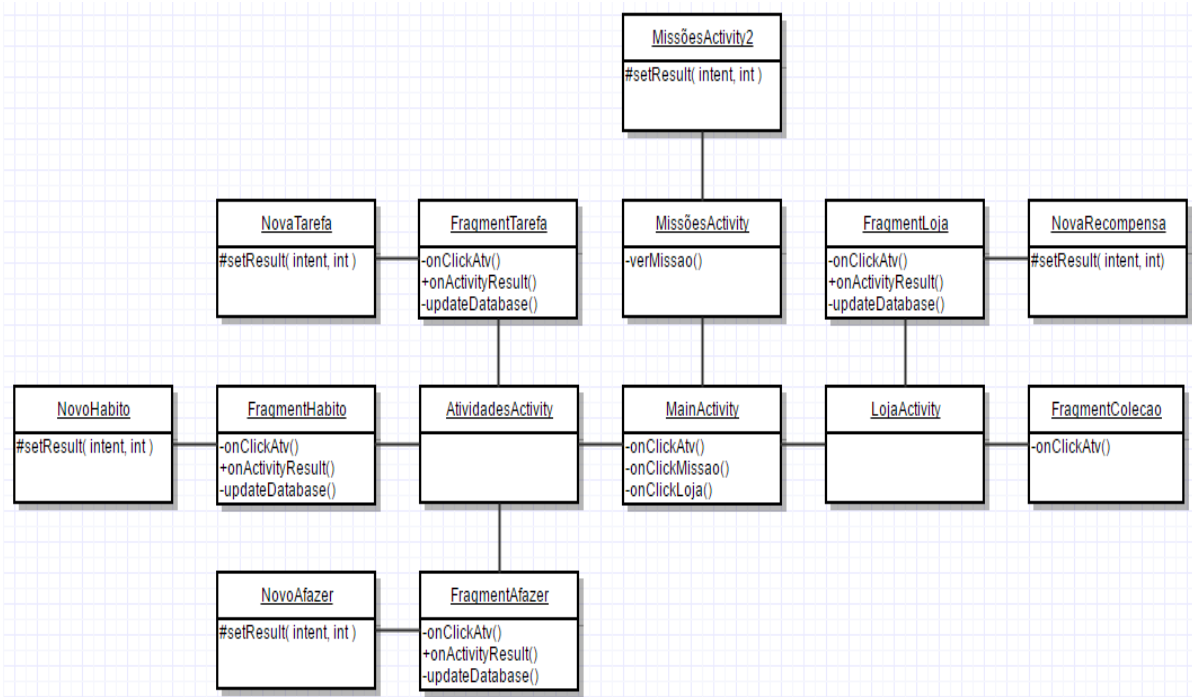 MissõesActivity2
#setResult( intent, int )
NovaTarefa
#setResult( intent, int )
FragmentTarefa
-onClickAtv()
+onActivityResult()
-updateDatabase()
MissõesActivity
-verMissao()
FragmentLoja
-onClickAtv()
+onActivityResult()
-updateDatabase()
NovaRecompensa
#setResult( intent, int)
NovoHabito
#setResult( intent, int )
FragmentHabito
-onClickAtv()
+onActivityResult()
-updateDatabase()
AtividadesActivity
MainActivity
-onClickAtv()
-onClickMissao()
-onClickLoja()
LojaActivity
FragmentColecao
-onClickAtv()
NovoAfazer
#setResult( intent, int )
FragmentAfazer
-onClickAtv()
+onActivityResult()
-updateDatabase()